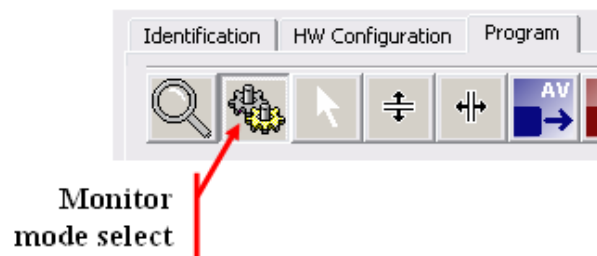 Identification HW Configuration Program
AV
Monitor
mode select